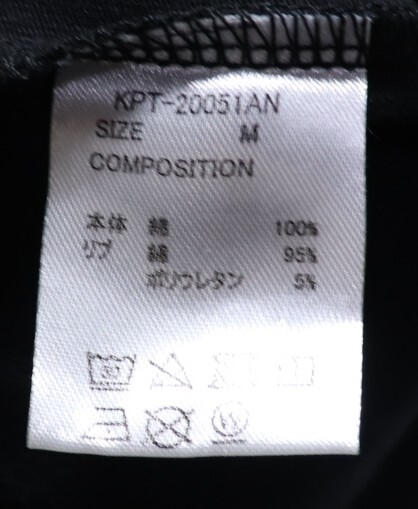 KPT-20051AN
SIZE M
COMPOSITION
本体 綿 100%
リブ 綿 95%
ポリウレタン 5%